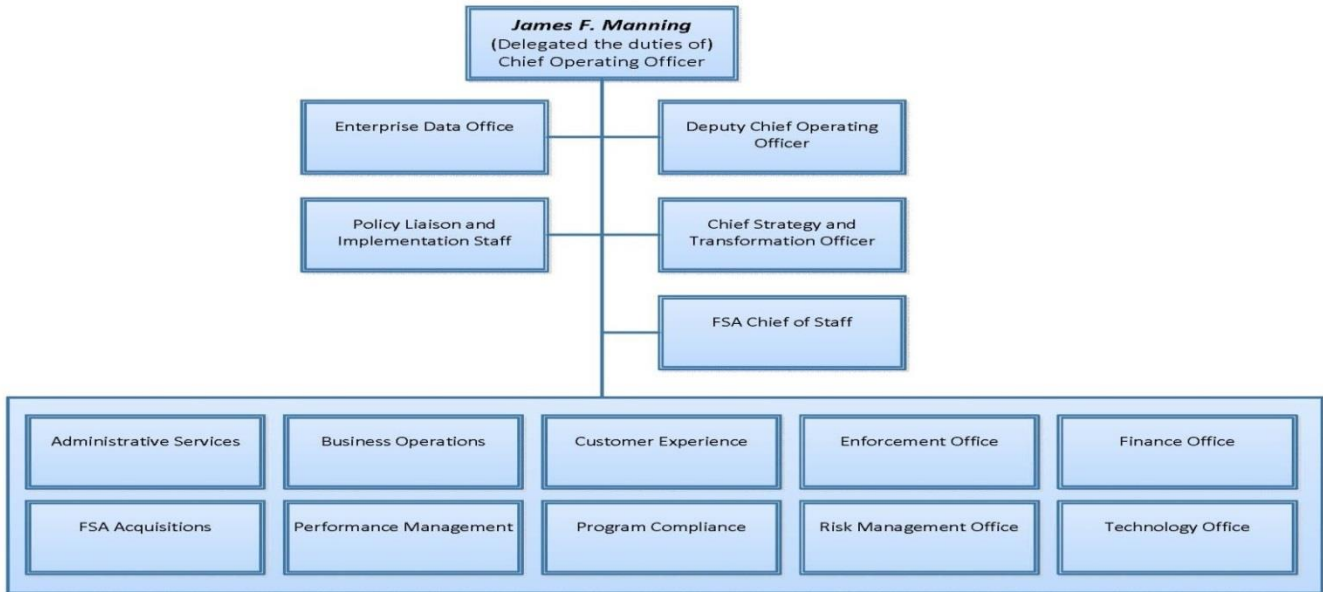 James F. Manning
(Delegated the duties of)
Chief Operating Officer
Enterprise Data Office
Deputy Chief Operating
Officer
Policy Liaison and
Implementation Staff
Chief Strategy and
Transformation Officer
FSA Chief of Staff
Administrative Services
Business Operations
Customer Experience
Enforcement Office
Finance Office
FSA Acquisitions
Performance Management
Program Compliance
Risk Management Office
Technology Office